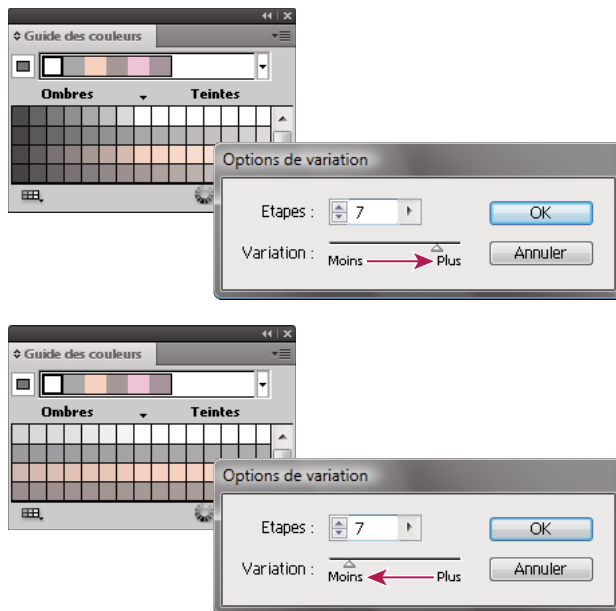 Guide des couleurs
Ombres Teintes
Options de variation
Etapes : 7 OK
Variation : Moins Plus Annuler
Guide des couleurs
Ombres Teintes
Options de variation
Etapes : 7 OK
Variation : Moins Plus Annuler